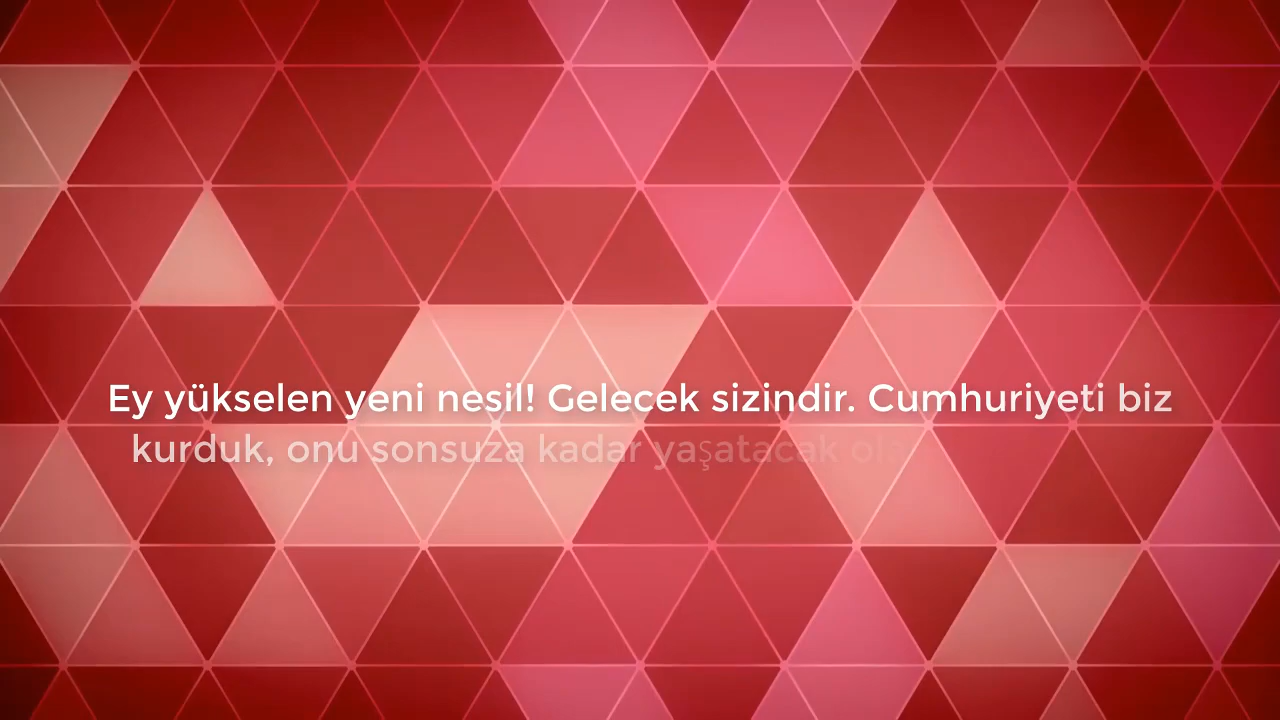 Ey yükselen yeni nesil! Gelecek sizindir. Cumhuriyeti biz
kurduk, onu sonsuza kadar yaşatacak